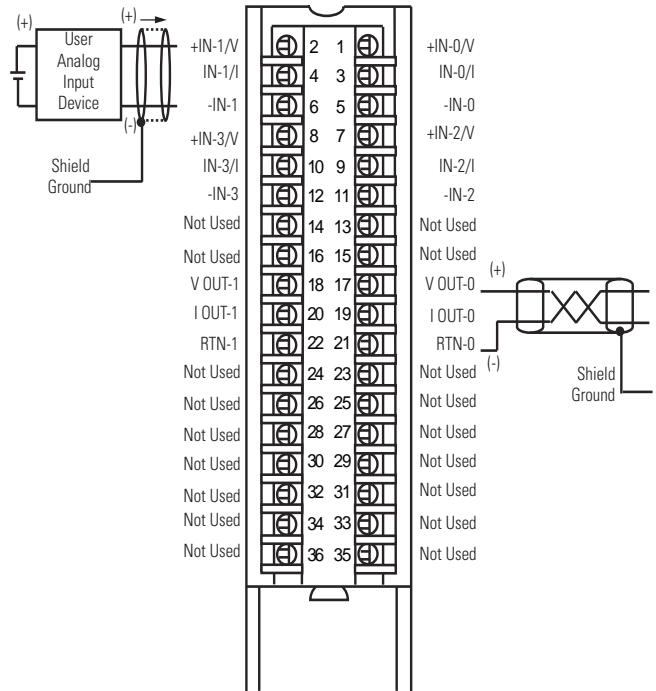 (+)
(+)
User
Analog
Input
Device
(-)
Shield
Ground
+IN-1/V 2 1 +IN-0/V
IN-1/I 4 3 IN-0/I
-IN-1 6 5 -IN-0
+IN-3/V 8 7 +IN-2/V
IN-3/I 10 9 IN-2/I
-IN-3 12 11 -IN-2
Not Used 14 13 Not Used
Not Used 16 15 Not Used
V OUT-1 18 17 V OUT-0
I OUT-1 20 19 I OUT-0
RTN-1 22 21 RTN-0
Not Used 24 23 Not Used
Not Used 26 25 Not Used
Not Used 28 27 Not Used
Not Used 30 29 Not Used
Not Used 32 31 Not Used
Not Used 34 33 Not Used
Not Used 36 35 Not Used
(+)
(-)
Shield
Ground